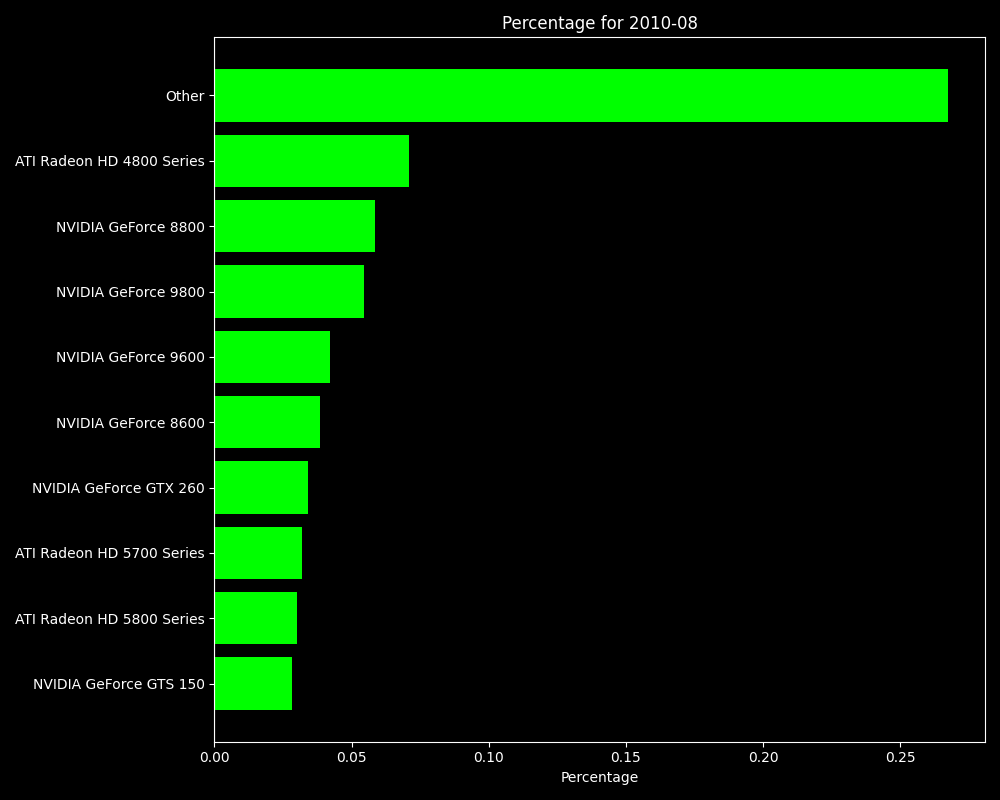 Percentage for 2010-08
Other
ATI Radeon HD 4800 Series
NVIDIA GeForce 8800
NVIDIA GeForce 9800
NVIDIA GeForce 9600
NVIDIA GeForce 8600
NVIDIA GeForce GTX 260
ATI Radeon HD 5700 Series
ATI Radeon HD 5800 Series
NVIDIA GeForce GTS 150
0.00 0.05 0.10 0.15 0.20 0.25
Percentage